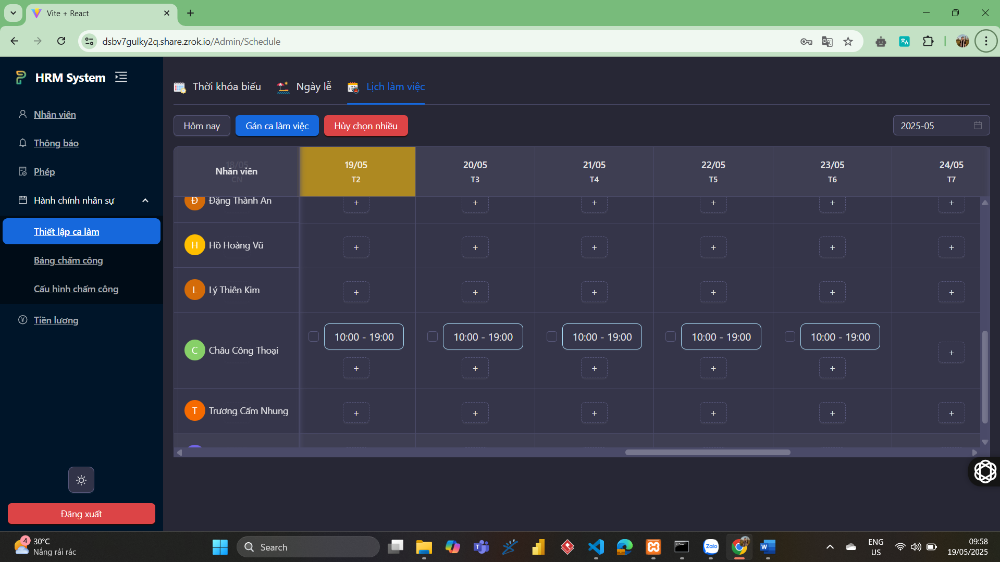 Vite + React
dsbv7gulky2q.share.zrok.io/Admin/Schedule
HRM System
Nhân viên
Thông báo
Phép
Hành chính nhân sự
Thiết lập ca làm
Bảng chấm công
Cấu hình chấm công
Tiền lương
Đăng xuất
Thời khóa biểu
Ngày lễ
Lịch làm việc
Hôm nay
Gán ca làm việc
Hủy chọn nhiều
2025-05
Nhân viên
18/05
CN
19/05
T2
20/05
T3
21/05
T4
22/05
T5
23/05
T6
24/05
T7
Đ Đặng Thành An + + + + + +
H Hồ Hoàng Vũ + + + + + +
L Lý Thiên Kim + + + + + +
C Châu Công Thoại
10:00 - 19:00 10:00 - 19:00 10:00 - 19:00 10:00 - 19:00 10:00 - 19:00
+ + + + + +
T Trương Cẩm Nhung + + + + + +
4
30°C
Nắng rải rác
Search
Zalo
ENG
US
09:58
19/05/2025